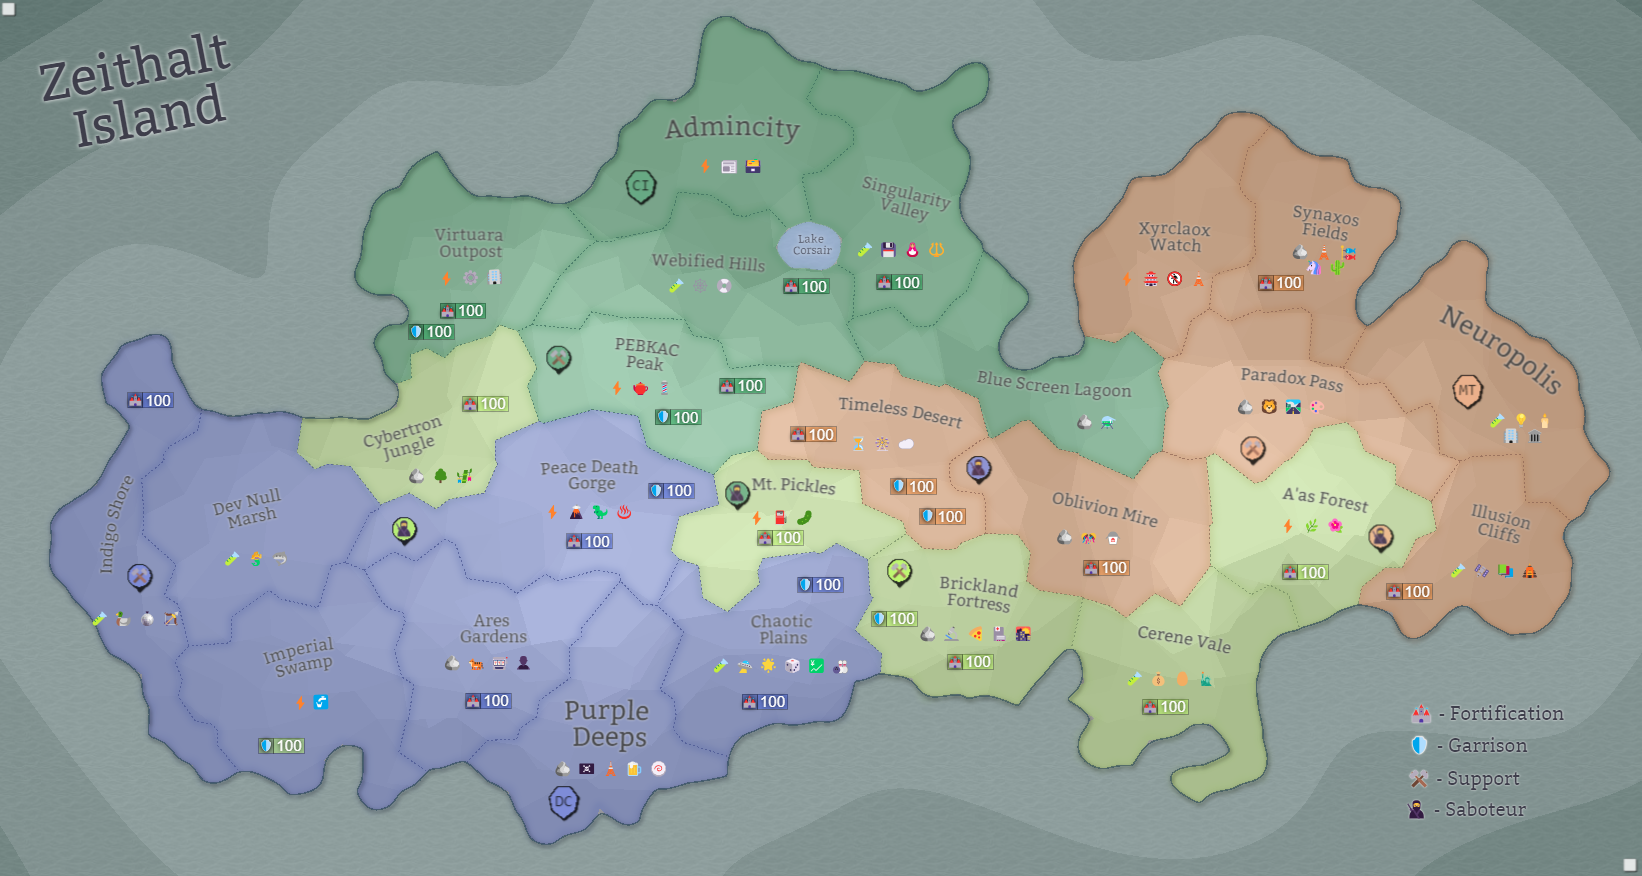 Zeithalt
Island
Admincity
CI
Singularity
Valley
Virtuara
Outpost
Lake
Corsair
Webified Hills
100
100
100
100
Xyrclaox
Watch
Synaxos
Fields
100
Neuropolis
MT
PEBKAC
Peak
100
100
Blue Screen Lagoon
Paradox Pass
Timeless Desert
100
100
100
100
Cybertron
Jungle
100
Indigo Shore
Dev Null
Marsh
Peace Death
Gorge
100
100
Mt. Pickles
100
Oblivion Mire
100
A'as Forest
100
Illusion
Cliffs
100
Brickland
Fortress
100
100
Cerene Vale
100
Chaotic
Plains
100
100
Ares
Gardens
100
Imperial
Swamp
100
Purple
Deeps
DC
- Fortification
- Garrison
- Support
- Saboteur